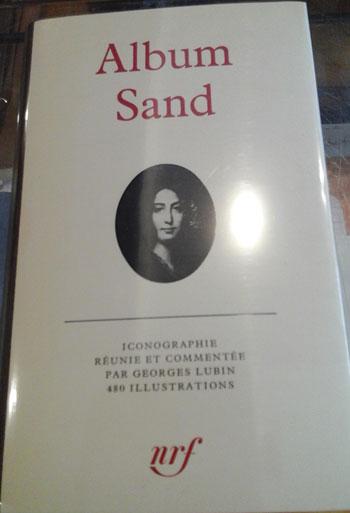 Album
Sand
ICONOGRAPHIE
RÉUNIE ET COMMENTÉE
PAR GEORGES LUBIN
480 ILLUSTRATIONS
nrf